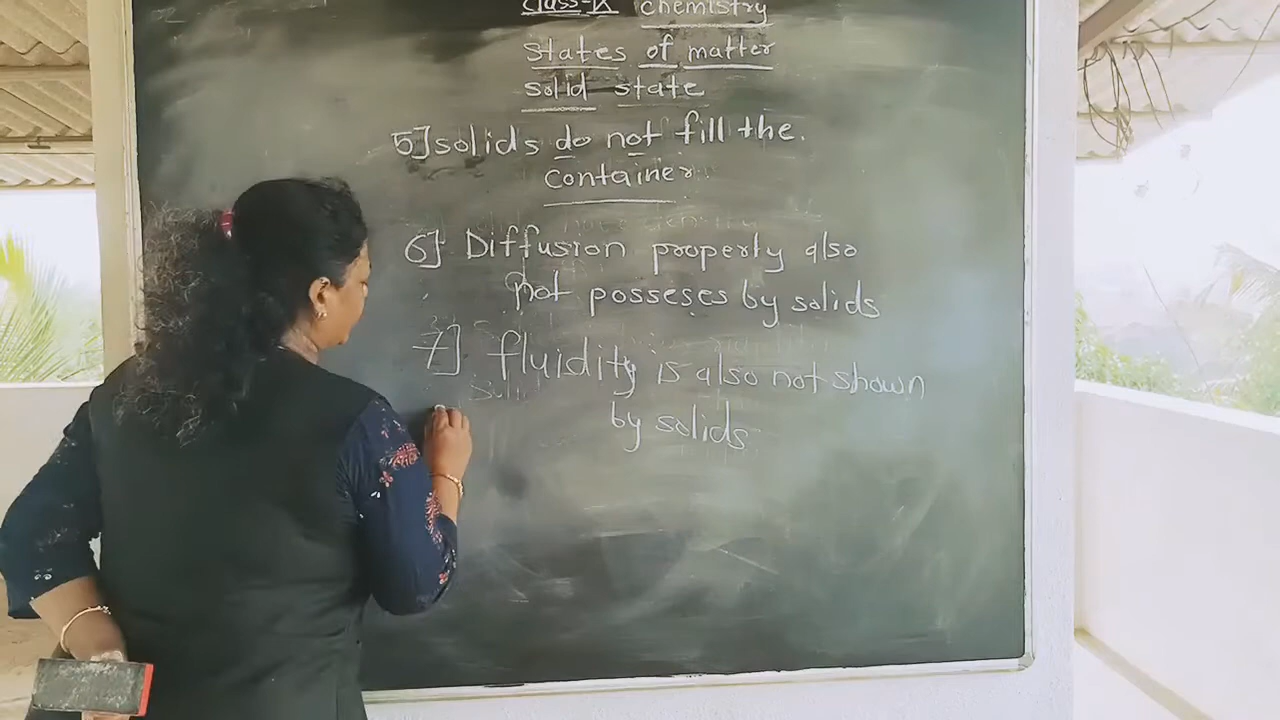 class-IX chemistry
States of matter
solid state
5] solids do not fill the.
Container
6] Diffusion property also
not posseses by solids
7] fluidity is also not shown
by solids